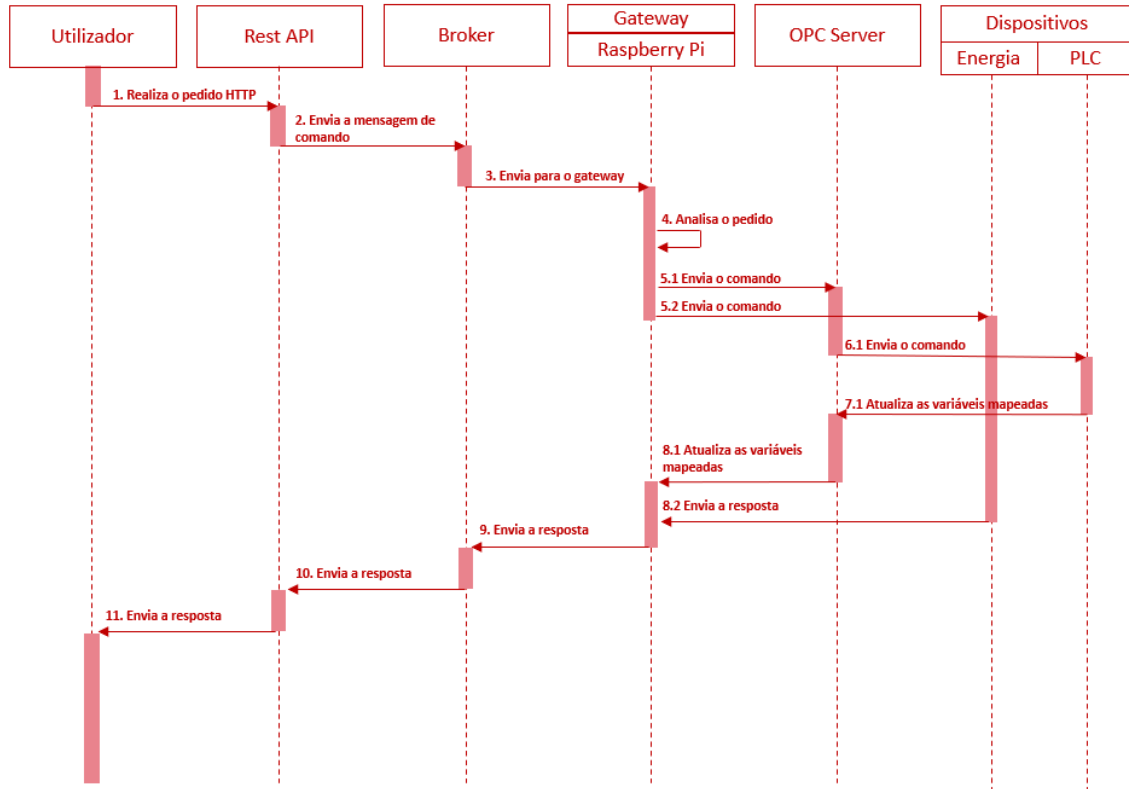 Utilizador
Rest API
Broker
Gateway
Raspberry Pi
OPC Server
Dispositivos
Energia
PLC
1. Realiza o pedido HTTP
2. Envia a mensagem de
comando
3. Envia para o gateway
4. Analisa o pedido
5.1 Envia o comando
5.2 Envia o comando
6.1 Envia o comando
7.1 Atualiza as variáveis mapeadas
8.1 Atualiza as variáveis
mapeadas
8.2 Envia a resposta
9. Envia a resposta
10. Envia a resposta
11. Envia a resposta